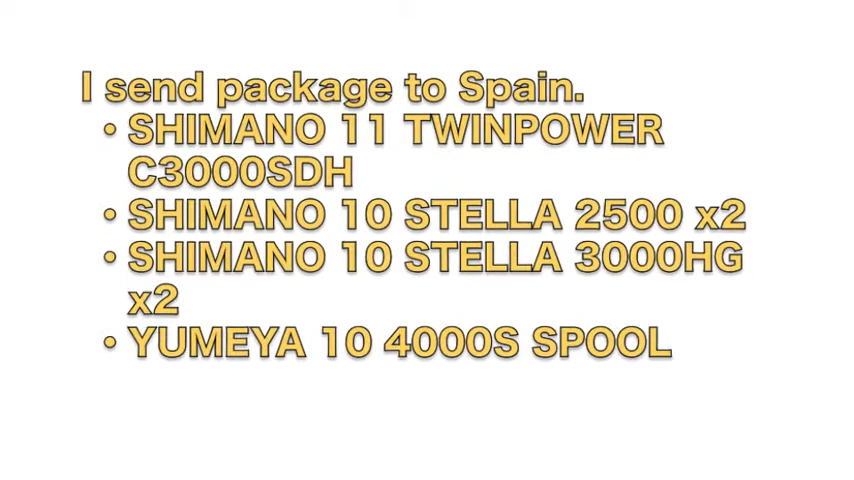 I send package to Spain.
• SHIMANO 11 TWINPOWER
C3000SDH
• SHIMANO 10 STELLA 2500 x2
• SHIMANO 10 STELLA 3000HG
x2
• YUMEYA 10 4000S SPOOL